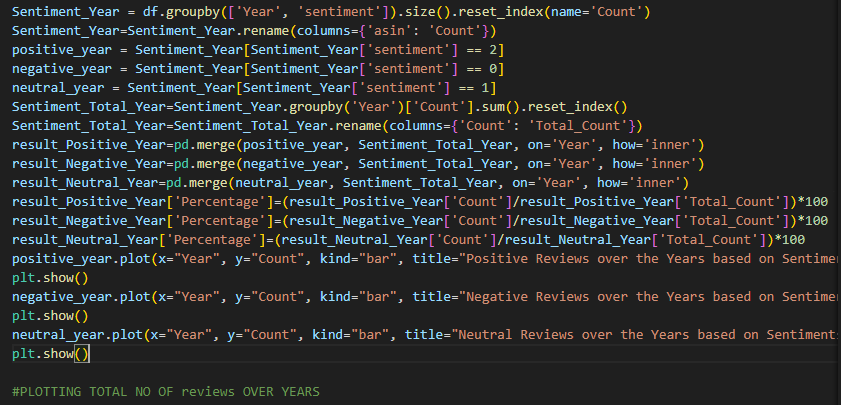 Sentiment_Year = df.groupby(['Year', 'sentiment']).size().reset_index(name='Count')
Sentiment_Year=Sentiment_Year.rename(columns={'asin': 'Count'})
positive_year = Sentiment_Year[Sentiment_Year['sentiment'] == 2]
negative_year = Sentiment_Year[Sentiment_Year['sentiment'] == 0]
neutral_year = Sentiment_Year[Sentiment_Year['sentiment'] == 1]
Sentiment_Total_Year=Sentiment_Year.groupby('Year')['Count'].sum().reset_index()
Sentiment_Total_Year=Sentiment_Total_Year.rename(columns={'Count': 'Total_Count'})
result_Positive_Year=pd.merge(positive_year, Sentiment_Total_Year, on='Year', how='inner')
result_Negative_Year=pd.merge(negative_year, Sentiment_Total_Year, on='Year', how='inner')
result_Neutral_Year=pd.merge(neutral_year, Sentiment_Total_Year, on='Year', how='inner')
result_Positive_Year['Percentage']=(result_Positive_Year['Count']/result_Positive_Year['Total_Count'])*100
result_Negative_Year['Percentage']=(result_Negative_Year['Count']/result_Negative_Year['Total_Count'])*100
result_Neutral_Year['Percentage']=(result_Neutral_Year['Count']/result_Neutral_Year['Total_Count'])*100
positive_year.plot(x="Year", y="Count", kind="bar", title="Positive Reviews over the Years based on Sentime
plt.show()
negative_year.plot(x="Year", y="Count", kind="bar", title="Negative Reviews over the Years based on Sentime
plt.show()
neutral_year.plot(x="Year", y="Count", kind="bar", title="Neutral Reviews over the Years based on Sentiment
plt.show()
#PLOTTING TOTAL NO OF reviews OVER YEARS